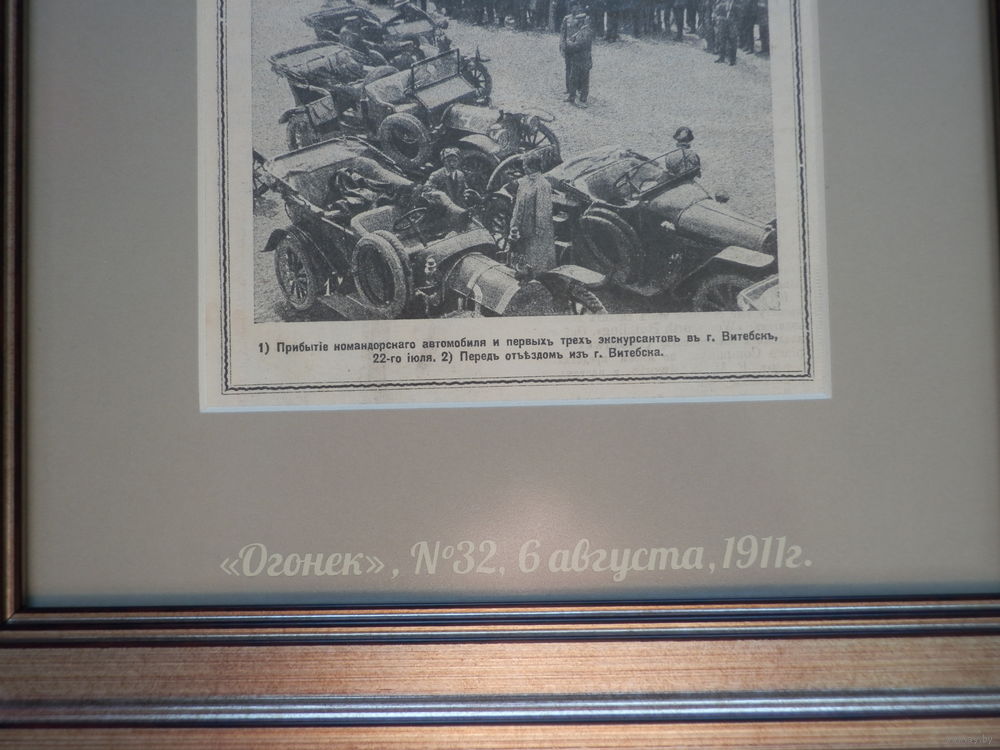 1) Прибытіе командорскаго автомобиля и первыхъ трехъ экскурсантовъ въ г. Витебскъ,
22-го іюля. 2) Передъ отъѣздомъ изъ г. Витебска.
«Огонек», №32, 6 августа, 1911г.